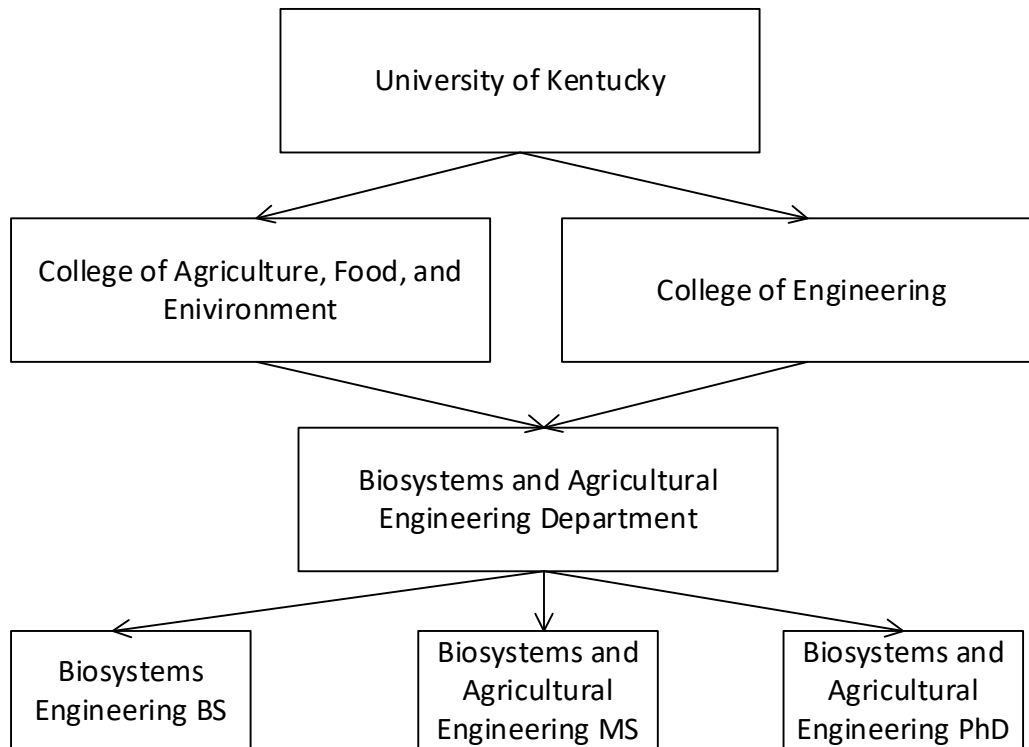 University of Kentucky
College of Agriculture, Food, and
Enivironment
College of Engineering
Biosystems and Agricultural
Engineering Department
Biosystems
Engineering BS
Biosystems and
Agricultural
Engineering MS
Biosystems and
Agricultural
Engineering PhD